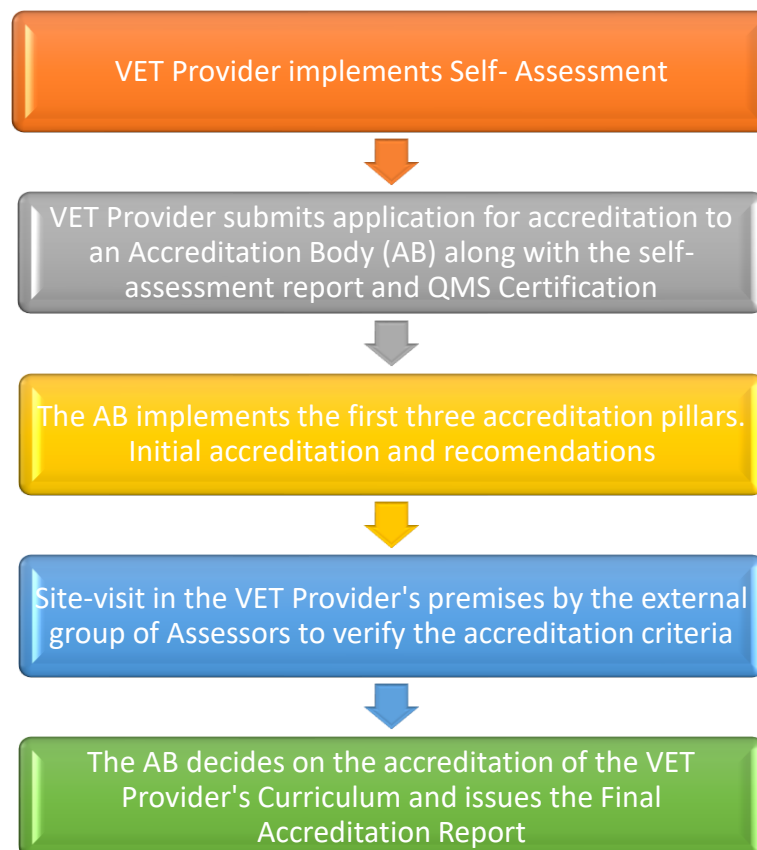 VET Provider implements Self- Assessment
VET Provider submits application for accreditation to
an Accreditation Body (AB) along with the self-
assessment report and QMS Certification
The AB implements the first three accreditation pillars.
Initial accreditation and recomendations
Site-visit in the VET Provider's premises by the external
group of Assessors to verify the accreditation criteria
The AB decides on the accreditation of the VET
Provider's Curriculum and issues the Final
Accreditation Report